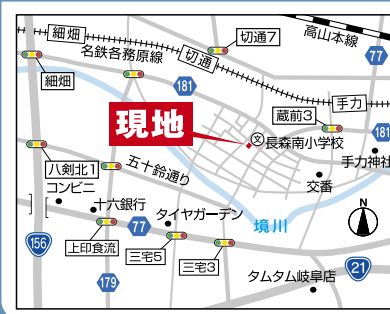 細畑
名鉄各務原線
切通
切通7
高山本線
77
細畑
181
手力
蔵前3
現地
文
長森南小学校
181
手力神社
八剣北1
五十鈴通り
コンビニ
十六銀行
交番
77
タイヤガーデン
境川
N
156
上印食流
三宅5
三宅3
179
タムタム岐阜店
21